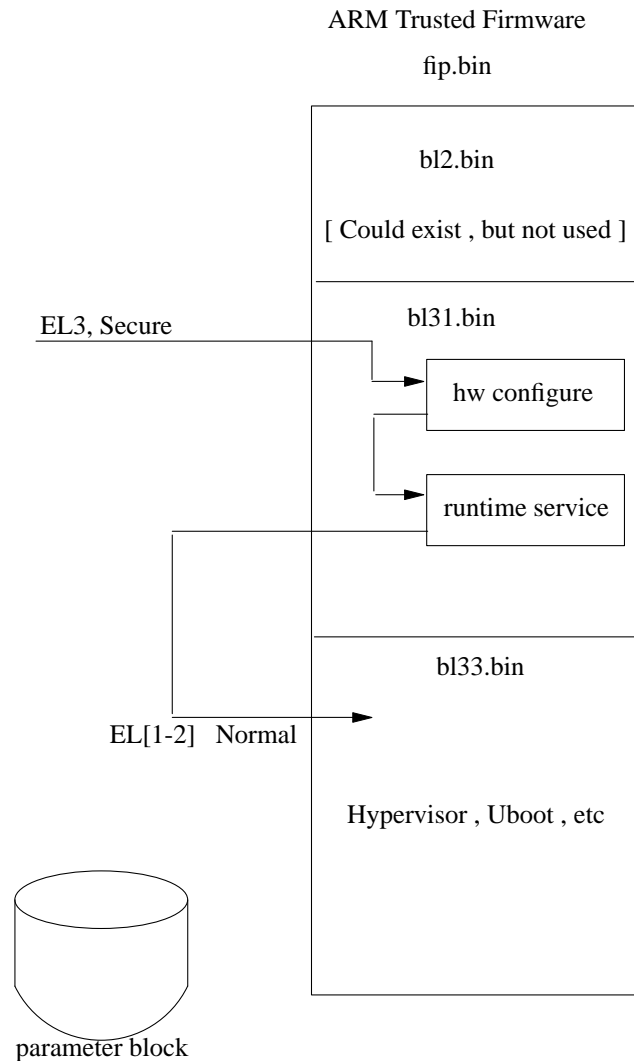 ARM Trusted Firmware
fip.bin
bl2.bin
[ Could exist , but not used ]
EL3, Secure
bl31.bin
hw configure
runtime service
bl33.bin
EL[1-2] Normal
Hypervisor , Uboot , etc
parameter block